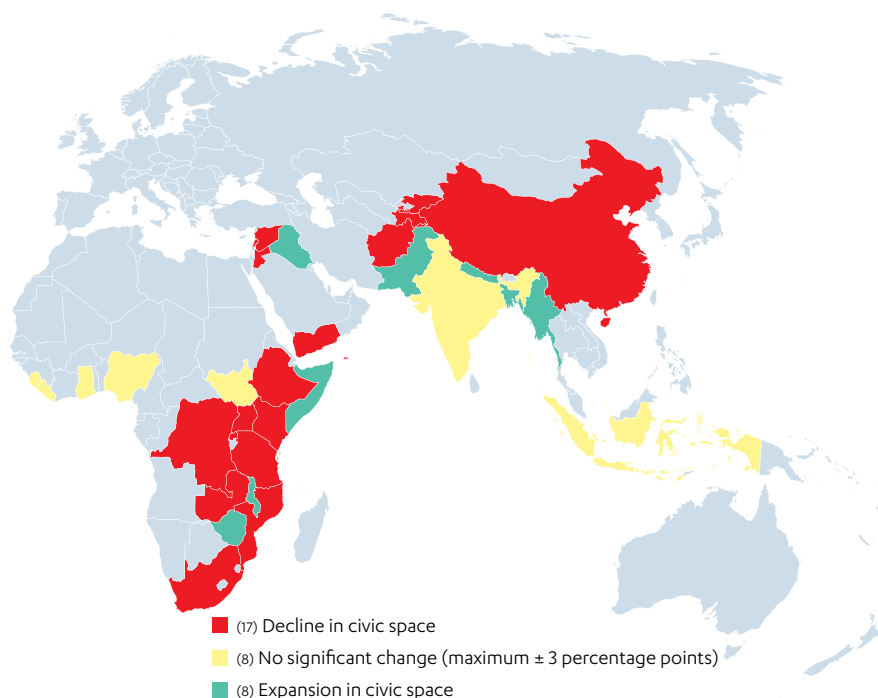 (17) Decline in civic space
(8) No significant change (maximum ± 3 percentage points)
(8) Expansion in civic space